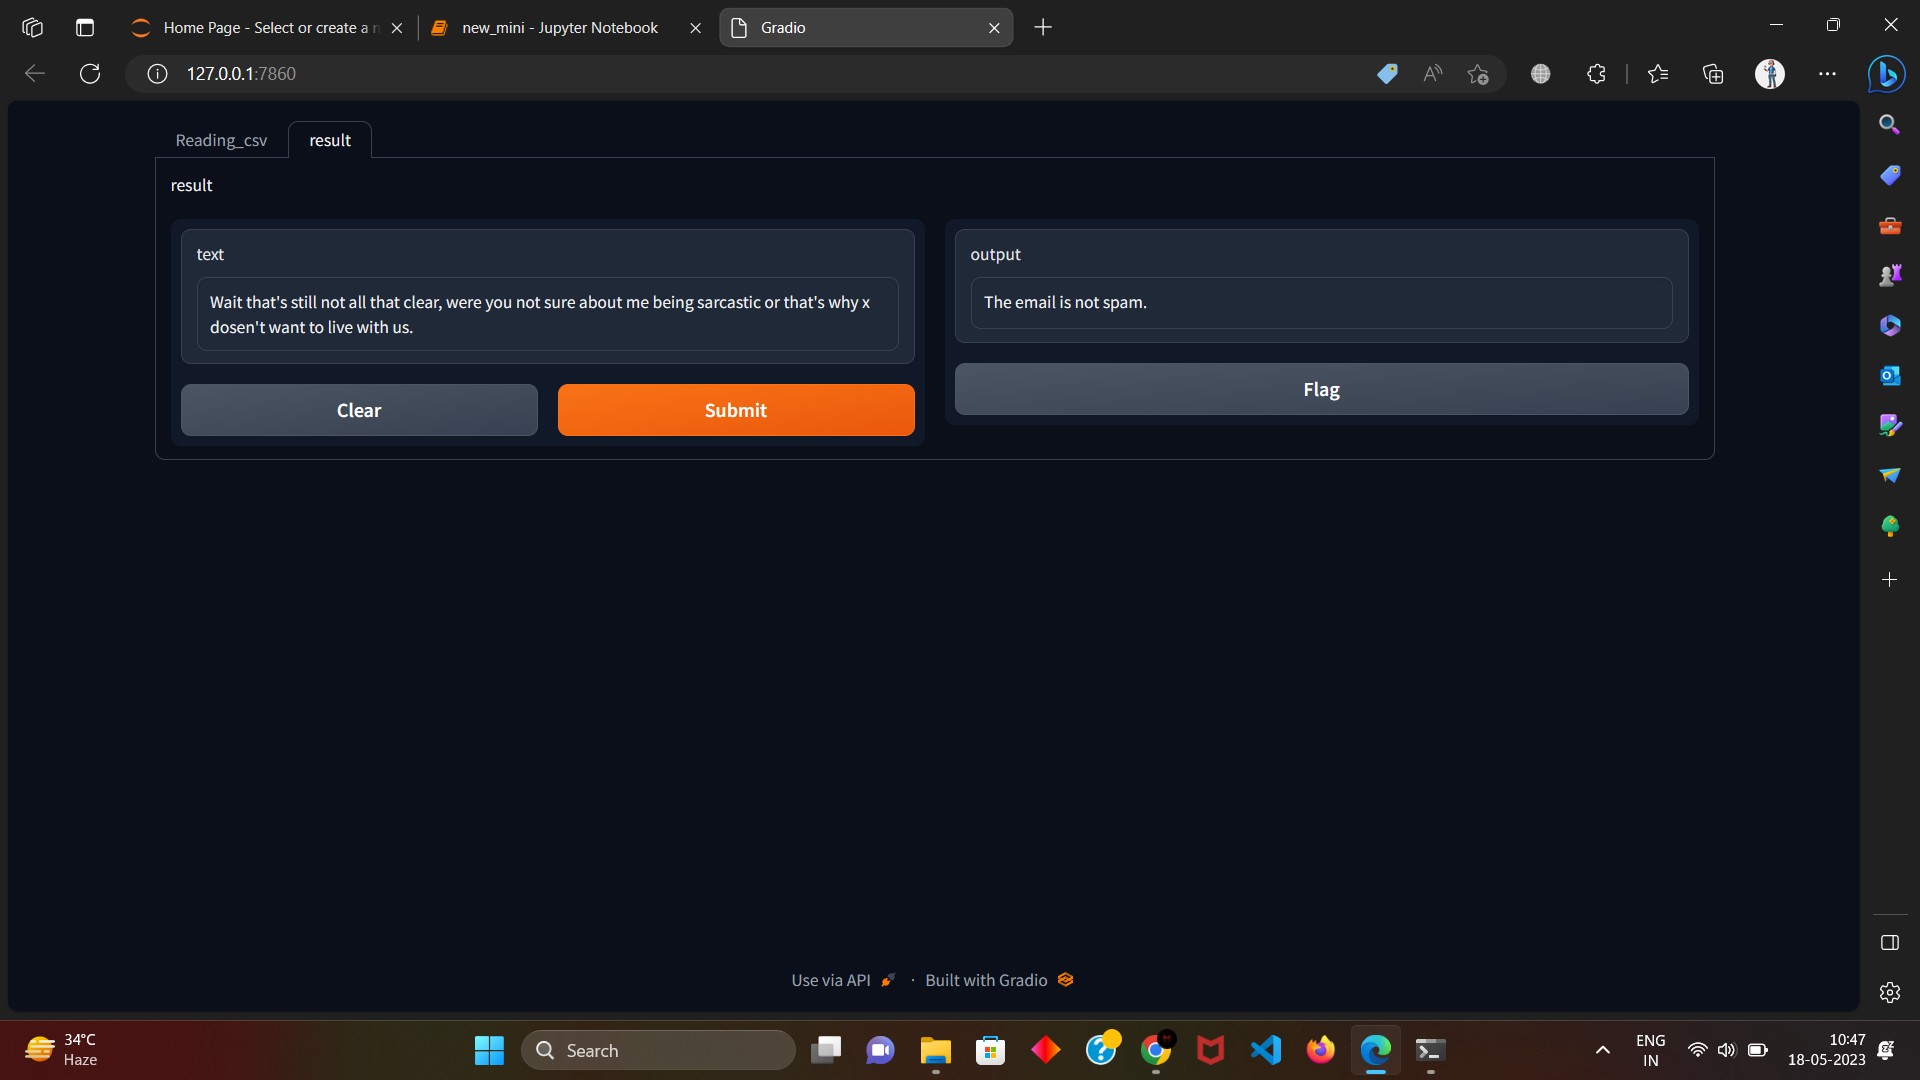 Home Page - Select or create a n
new_mini - Jupyter Notebook
Gradio
127.0.0.1:7860
Reading_csv
result
result
text
Wait that's still not all that clear, were you not sure about me being sarcastic or that's why x
dosen't want to live with us.
Clear
Submit
output
The email is not spam.
Flag
Use via API
·
Built with Gradio
34°C
Haze
Search
ENG
IN
10:47
18-05-2023